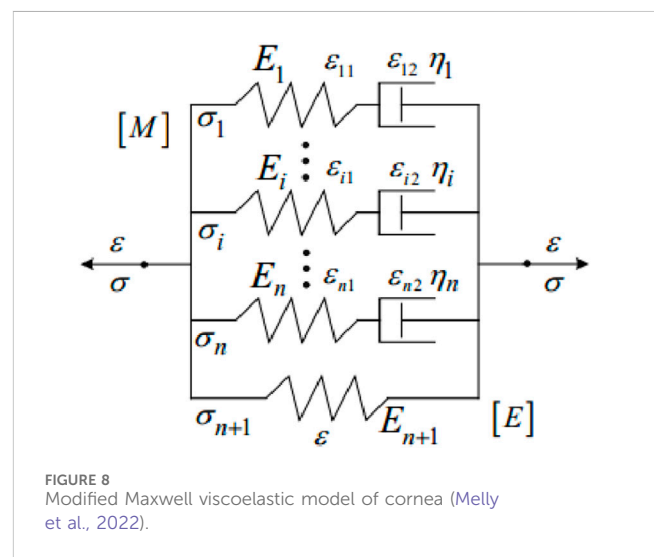 E₁ ε₁₁ ε₁₂ η₁
[M] σ₁
Eᵢ εᵢ₁ εᵢ₂ ηᵢ
σᵢ
ε ε
σ σ
Eₙ εₙ₁ εₙ₂ ηₙ
σₙ
σₙ₊₁ ε Eₙ₊₁ [E]
FIGURE 8
Modified Maxwell viscoelastic model of cornea (Melly
et al., 2022).